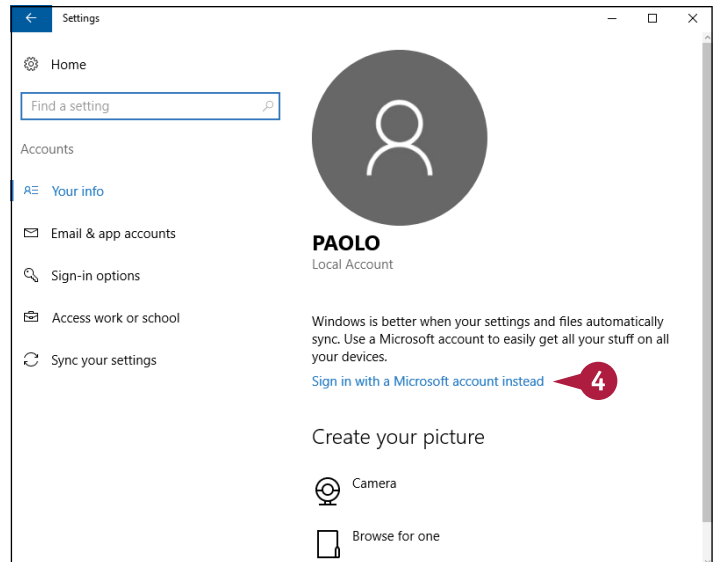 Settings
Home
Find a setting
Accounts
Your info
Email & app accounts
Sign-in options
Access work or school
Sync your settings
PAOLO
Local Account
Windows is better when your settings and files automatically
sync. Use a Microsoft account to easily get all your stuff on all
your devices.
Sign in with a Microsoft account instead
4
Create your picture
Camera
Browse for one